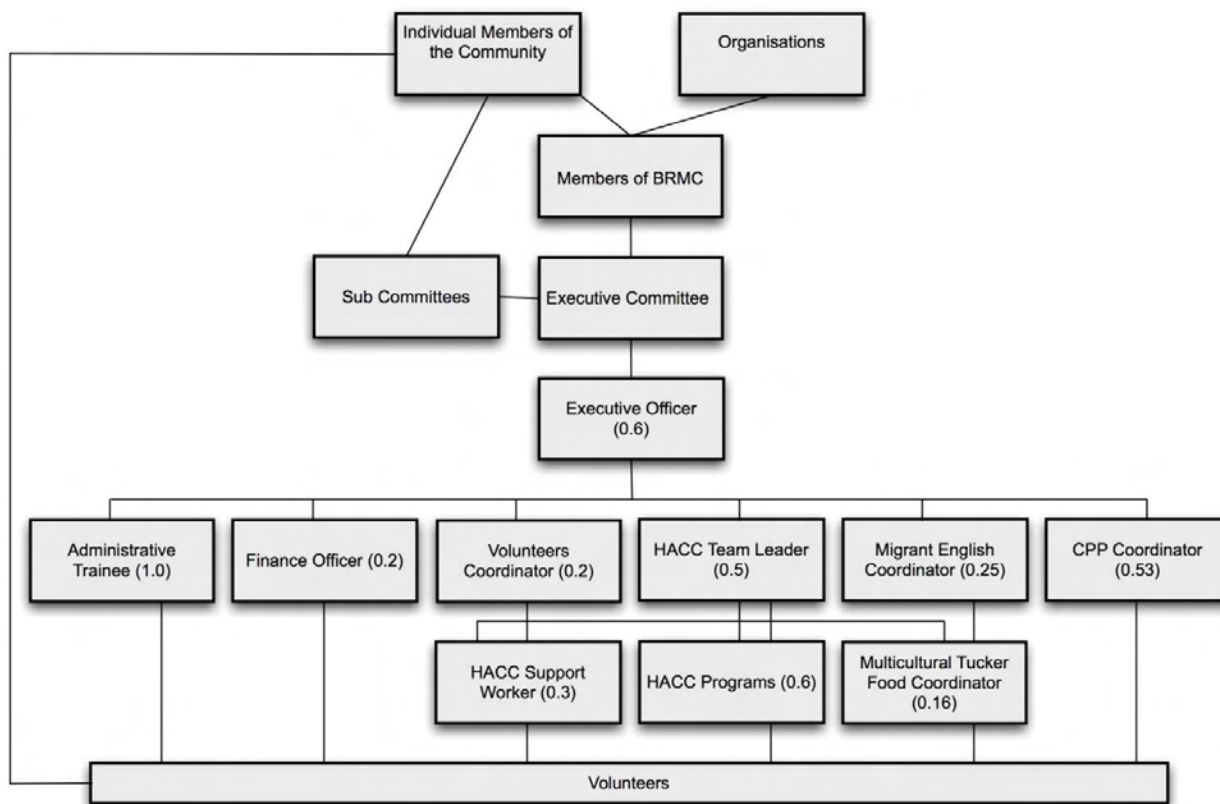 Individual Members of
the Community
Organisations
Members of BRMC
Sub Committees
Executive Committee
Executive Officer
(0.6)
Administrative
Trainee (1.0)
Finance Officer (0.2)
Volunteers
Coordinator (0.2)
HACC Team Leader
(0.5)
Migrant English
Coordinator (0.25)
CPP Coordinator
(0.53)
HACC Support
Worker (0.3)
HACC Programs (0.6)
Multicultural Tucker
Food Coordinator
(0.16)
Volunteers